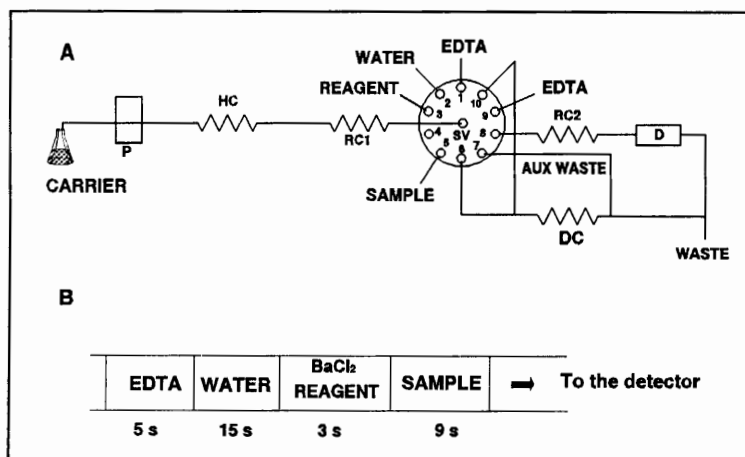 A
EDTA
WATER
REAGENT
EDTA
1
2
10
3
9
4
SV
8
5
6
7
HC
RC1
RC2
D
P
CARRIER
SAMPLE
AUX WASTE
DC
WASTE
B
EDTA
WATER
BaCl₂
REAGENT
SAMPLE
To the detector
5 s
15 s
3 s
9 s